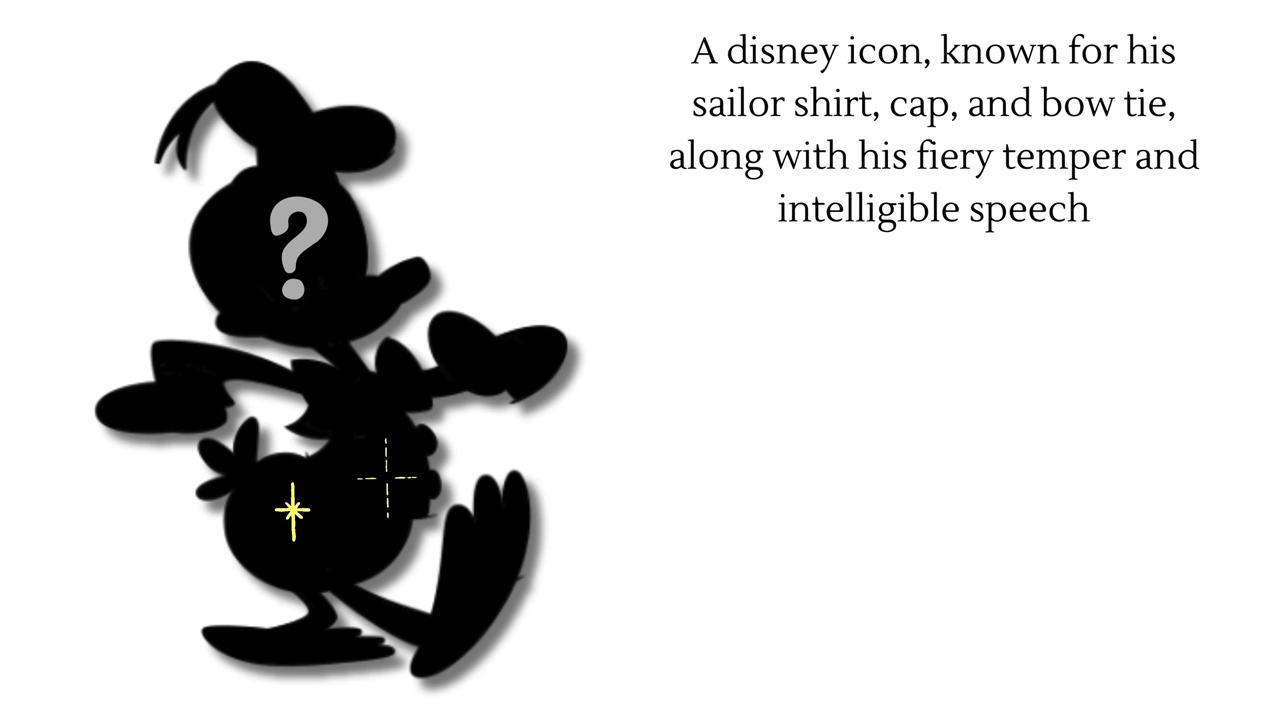 A disney icon, known for his
sailor shirt, cap, and bow tie,
along with his fiery temper and
intelligible speech
?